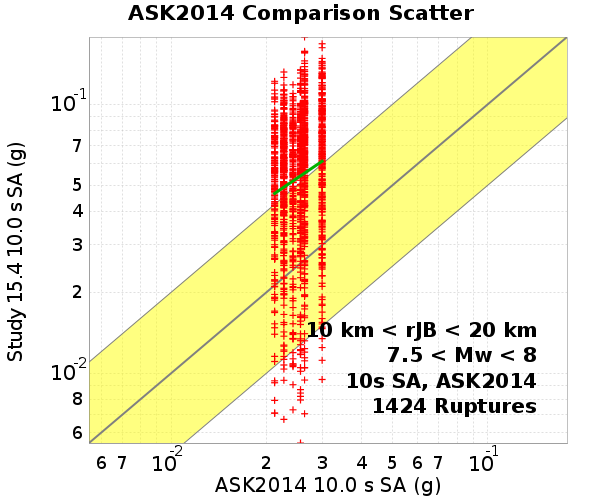 ASK2014 Comparison Scatter
Study 15.4 10.0 s SA (g)
10⁻¹
7
5
4
3
2
10⁻²
8
6
10 km < rJB < 20 km
7.5 < Mw < 8
10s SA, ASK2014
1424 Ruptures
6 7 10⁻² 2 3 4 5 6 7 10⁻¹
ASK2014 10.0 s SA (g)